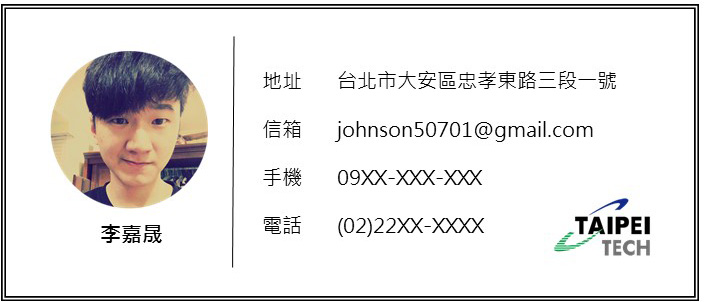 李嘉晟
地址 台北市大安區忠孝東路三段一號
信箱 johnson50701@gmail.com
手機 09XX-XXX-XXX
電話 (02)22XX-XXXX
TAIPEI
TECH